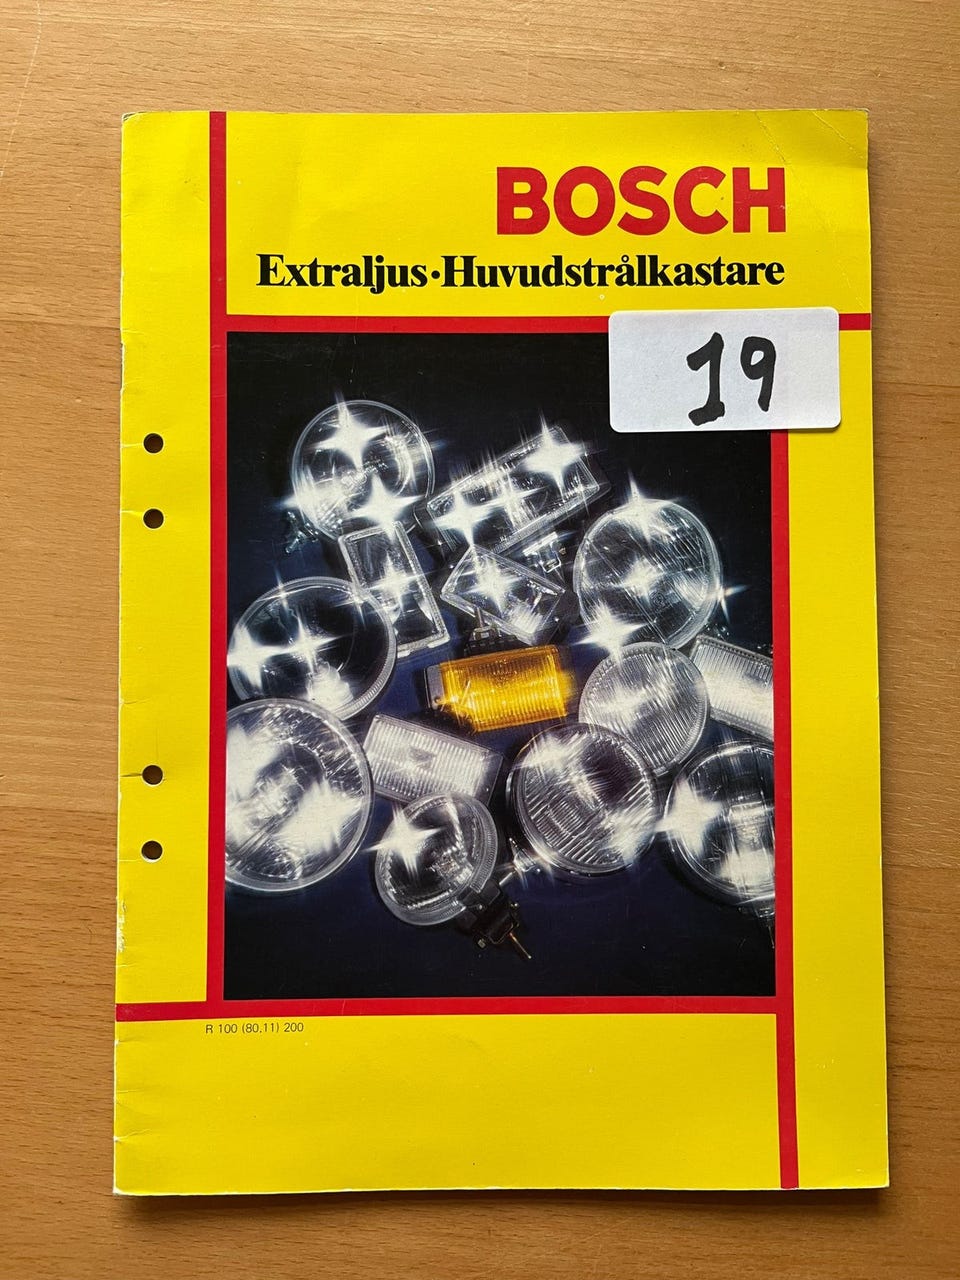 BOSCH
Extraljus·Huvudstrålkastare
19
R 100 (80,11) 200